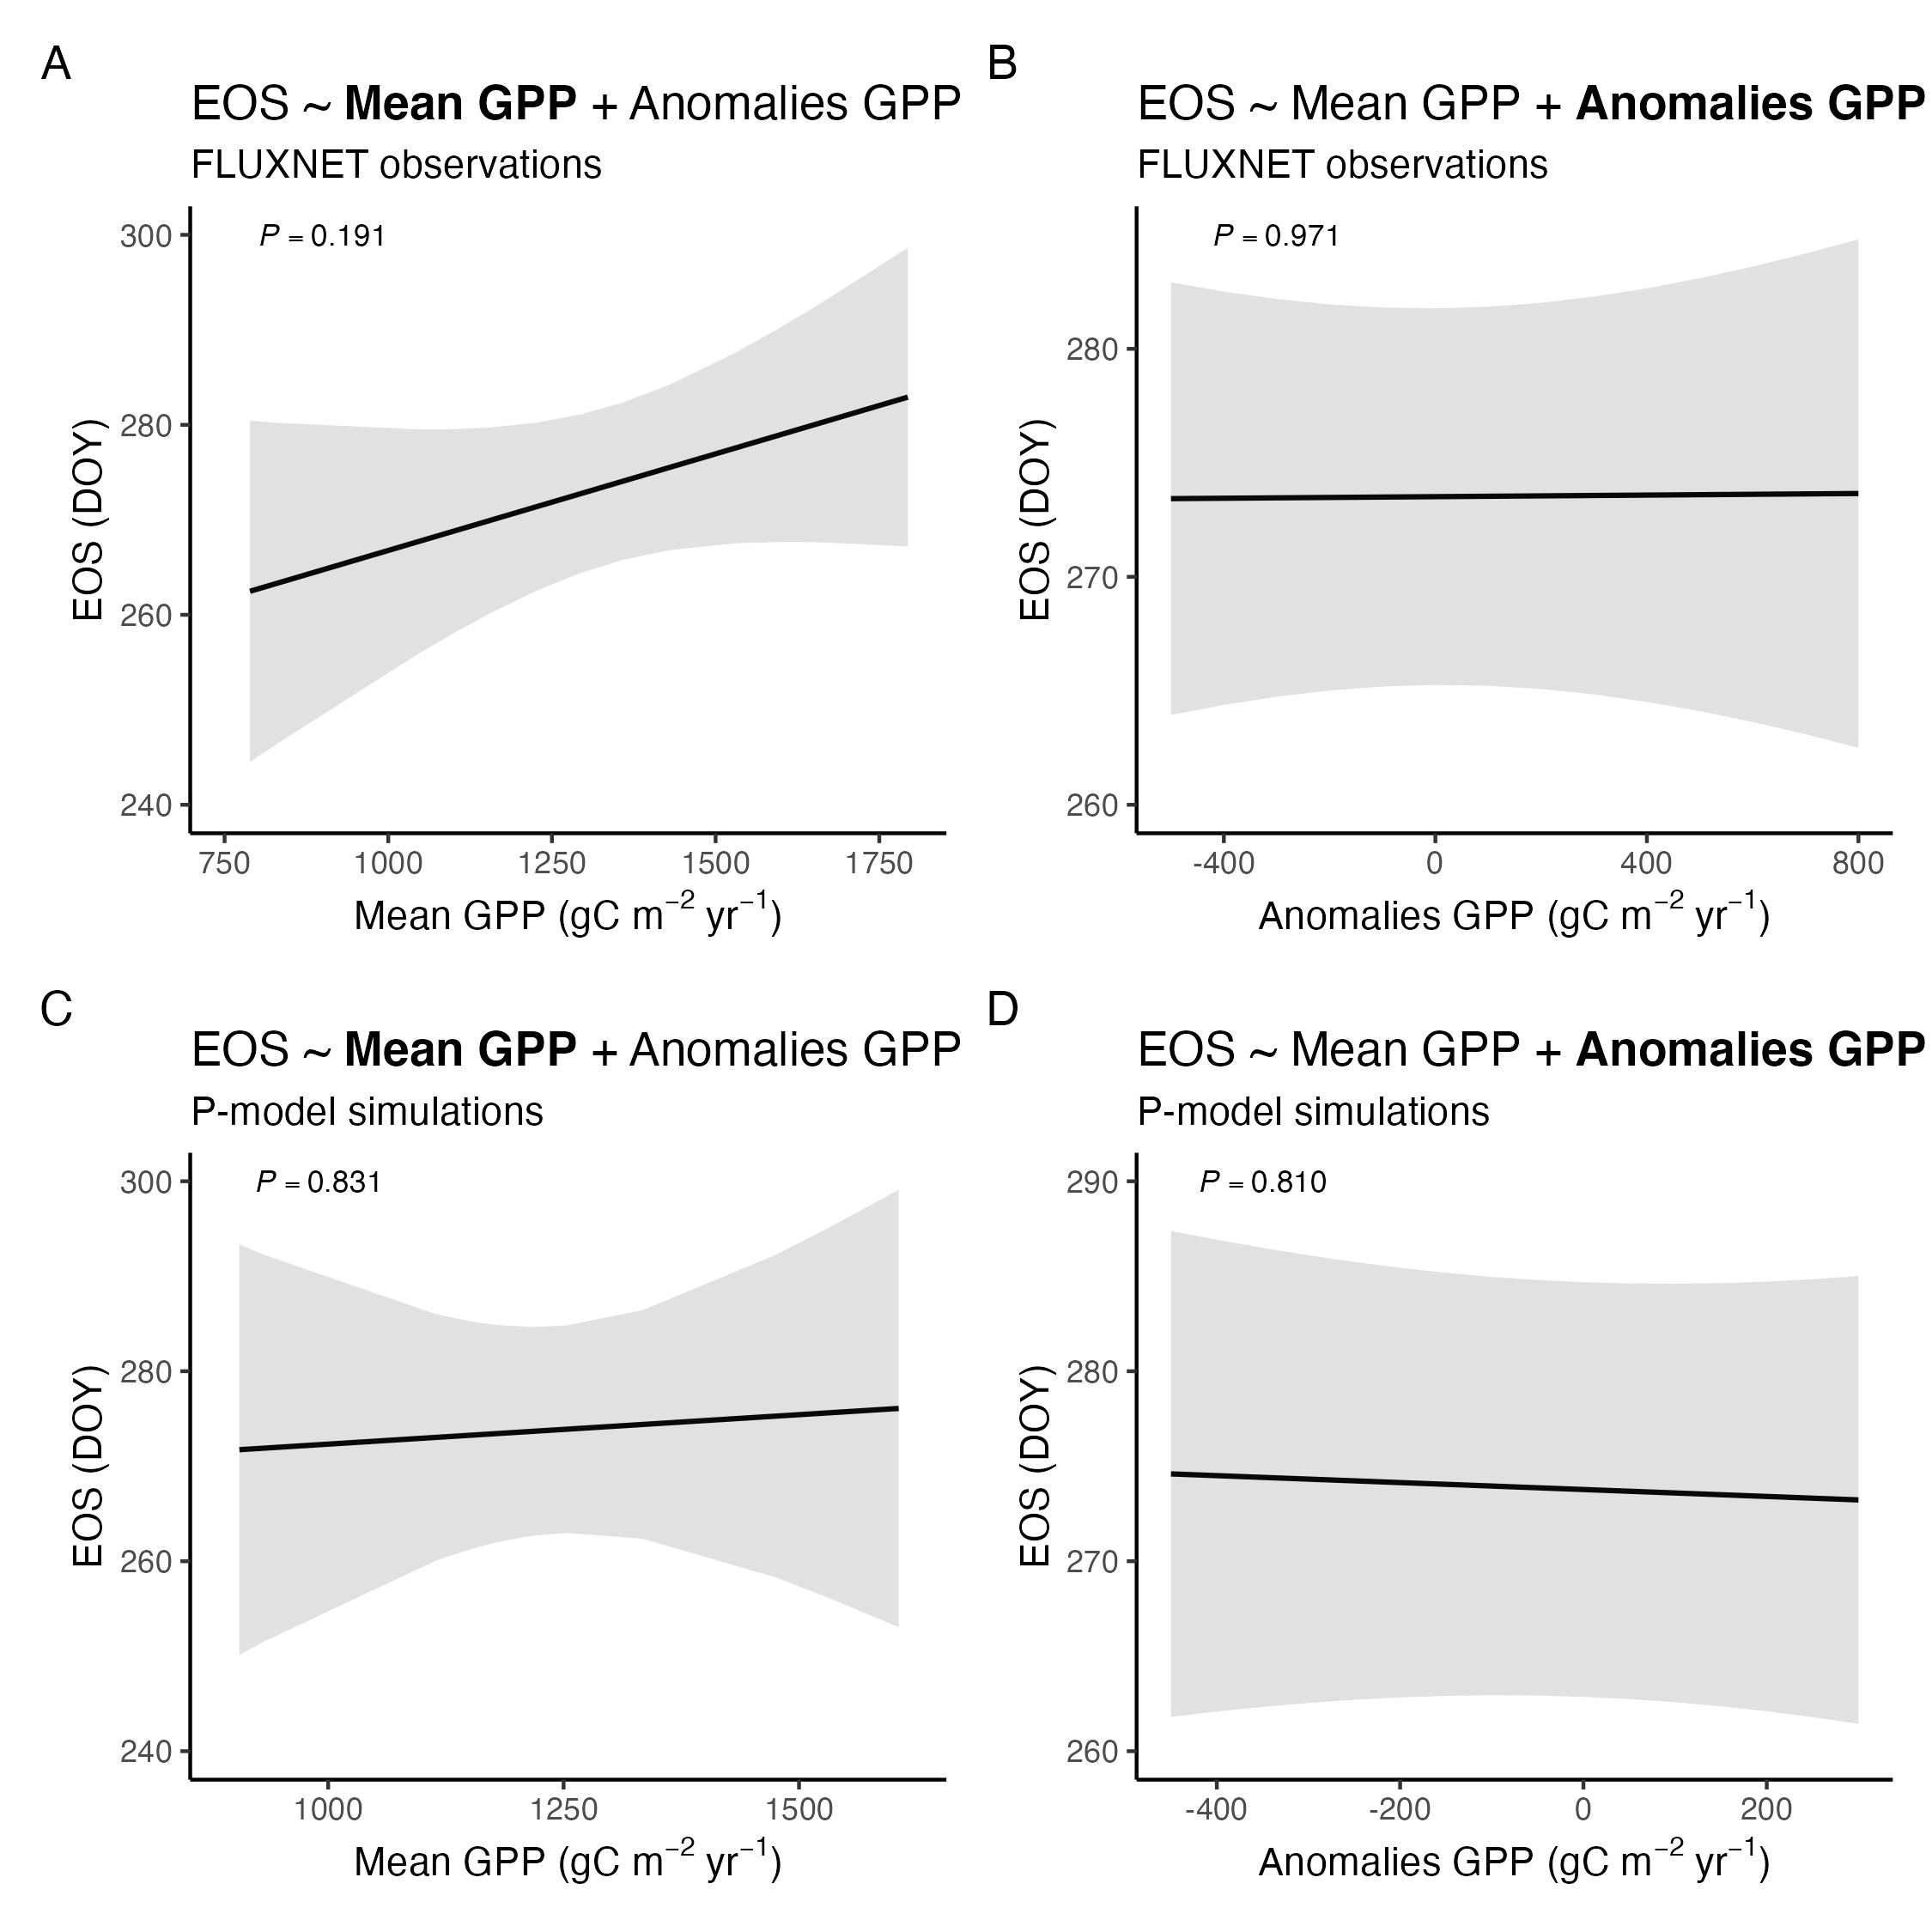 A
EOS ~ Mean GPP + Anomalies GPP
FLUXNET observations
P = 0.191
300
280
260
240
EOS (DOY)
750 1000 1250 1500 1750
Mean GPP (gC m⁻² yr⁻¹)
B
EOS ~ Mean GPP + Anomalies GPP
FLUXNET observations
P = 0.971
280
270
260
EOS (DOY)
-400 0 400 800
Anomalies GPP (gC m⁻² yr⁻¹)
C
EOS ~ Mean GPP + Anomalies GPP
P-model simulations
P = 0.831
300
280
260
240
EOS (DOY)
1000 1250 1500
Mean GPP (gC m⁻² yr⁻¹)
D
EOS ~ Mean GPP + Anomalies GPP
P-model simulations
P = 0.810
290
280
270
260
EOS (DOY)
-400 -200 0 200
Anomalies GPP (gC m⁻² yr⁻¹)